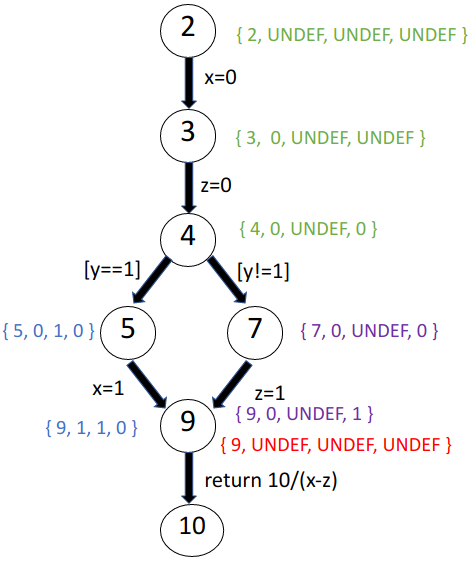 2 { 2, UNDEF, UNDEF, UNDEF }
x=0
3 { 3, 0, UNDEF, UNDEF }
z=0
4 { 4, 0, UNDEF, 0 }
[y==1] [y!=1]
{ 5, 0, 1, 0 } 5 7 { 7, 0, UNDEF, 0 }
x=1 z=1
{ 9, 1, 1, 0 } 9 { 9, 0, UNDEF, 1 }
{ 9, UNDEF, UNDEF, UNDEF }
return 10/(x-z)
10